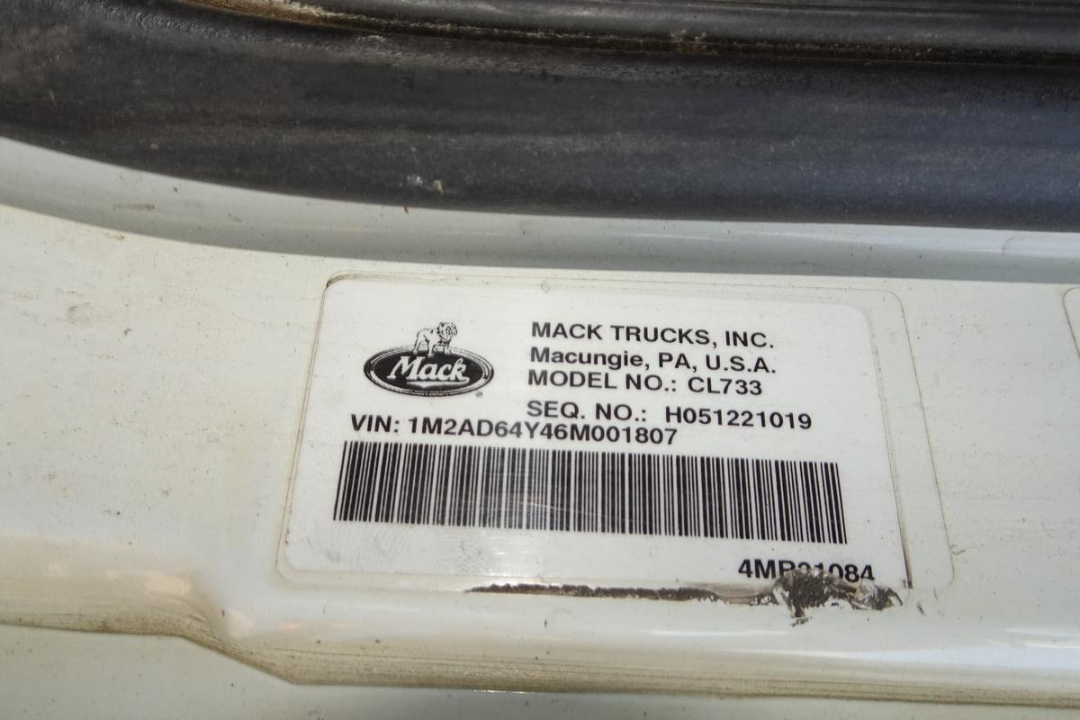 Mack
MACK TRUCKS, INC.
Macungie, PA, U.S.A.
MODEL NO.: CL733
SEQ. NO.: H051221019
VIN: 1M2AD64Y46M001807